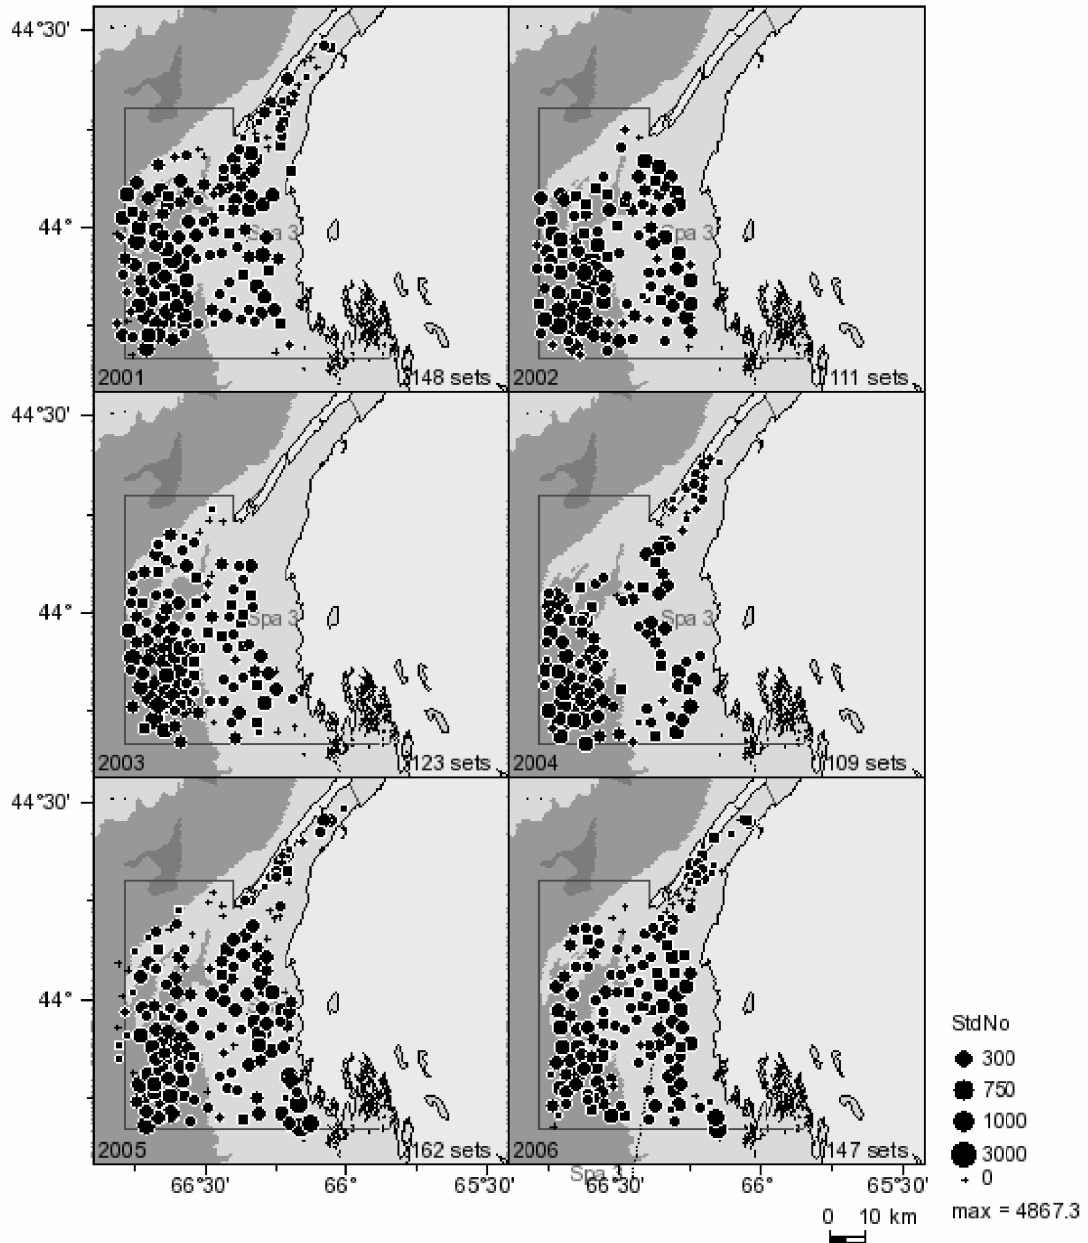 44°30'
Spa 3
Spa 3
44°
2001
148 sets
2002
111 sets
44°30'
44°
Spa 3
Spa 3
2003
123 sets
2004
109 sets
44°30'
44°
StdNo
300
750
1000
3000
0
2005
162 sets
2006
147 sets
66°30'
66°
65°30'
Spa 3
66°30'
66°
65°30'
max = 4867.3
0 10 km